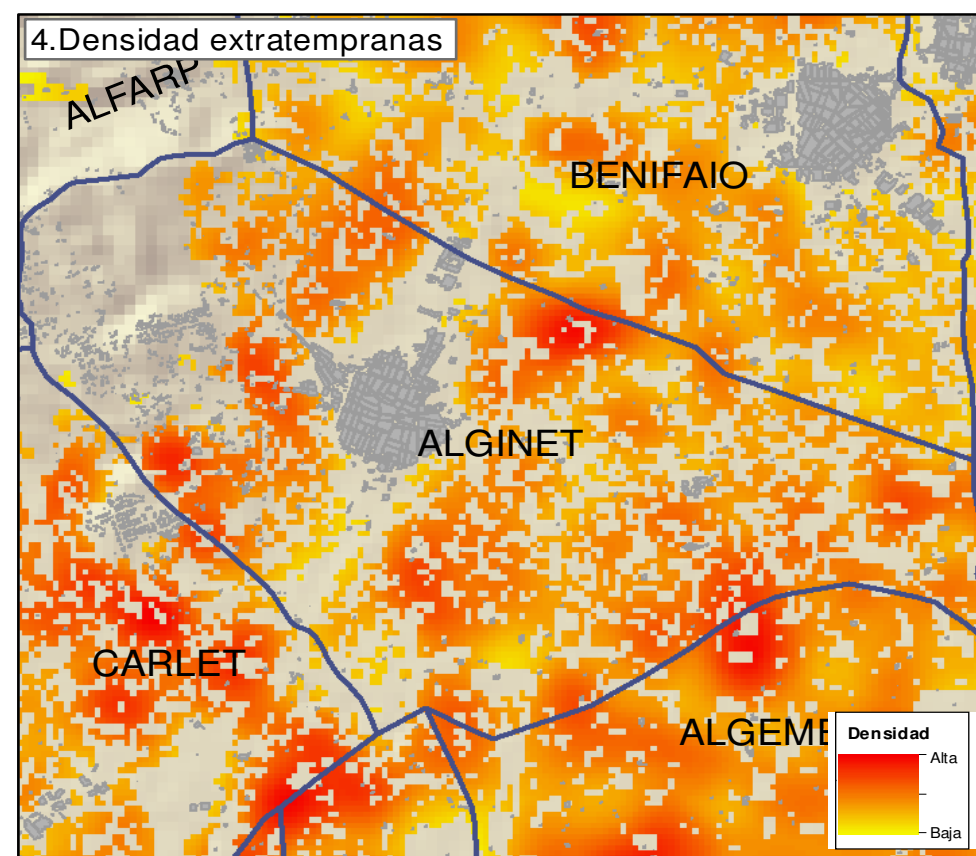 4.Densidad extratempranas
ALFARP
BENIFAIO
ALGINET
CARLET
ALGEME
Densidad
Alta
Baja